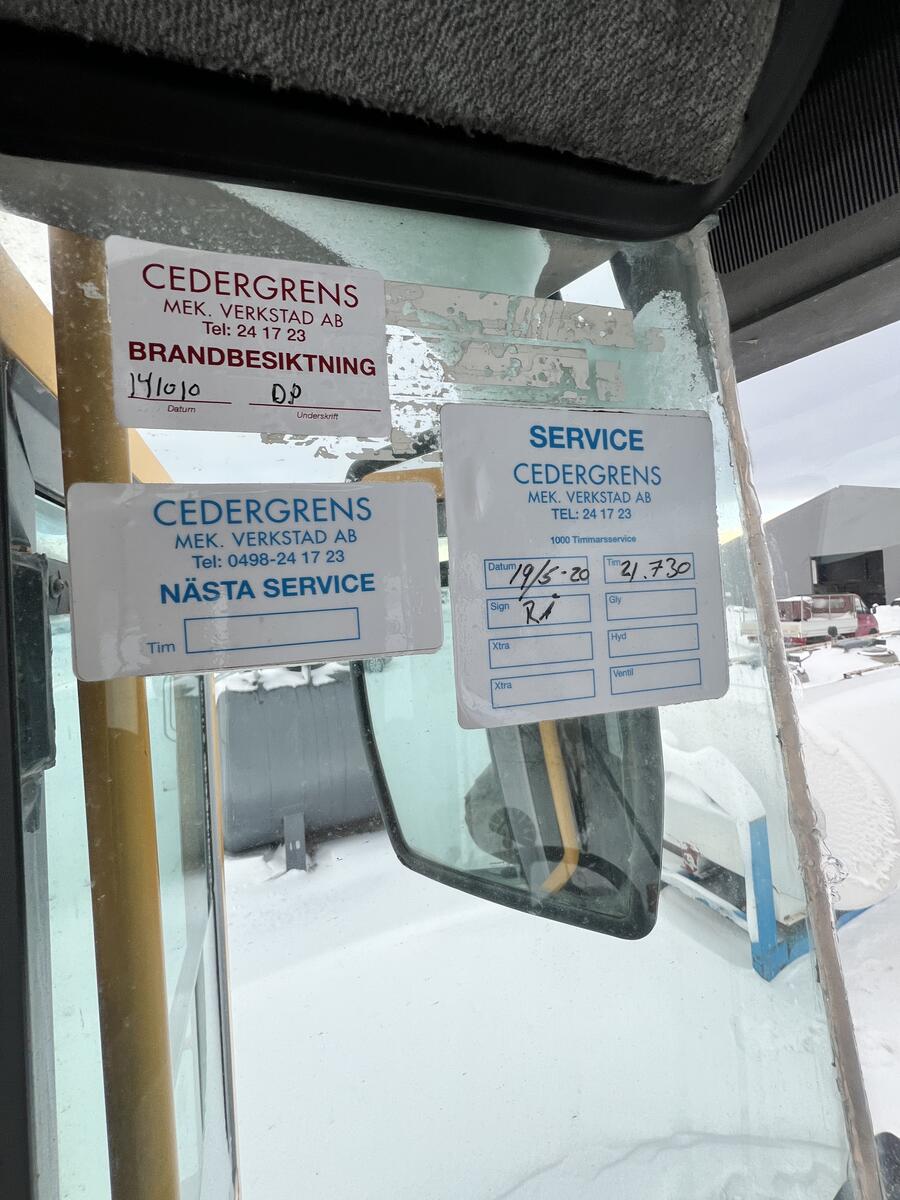 CEDERGRENS
MEK. VERKSTAD AB
Tel: 24 17 23
BRANDBESIKTNING
141010 D.P
Datum Underskrift
CEDERGRENS
MEK. VERKSTAD AB
Tel: 0498-24 17 23
NÄSTA SERVICE
Tim
SERVICE
CEDERGRENS
MEK. VERKSTAD AB
TEL: 24 17 23
1000 Timmarsservice
Datum 19/5-20 Tim 21.730
Sign Gly
Xtra Hyd
Xtra Ventil